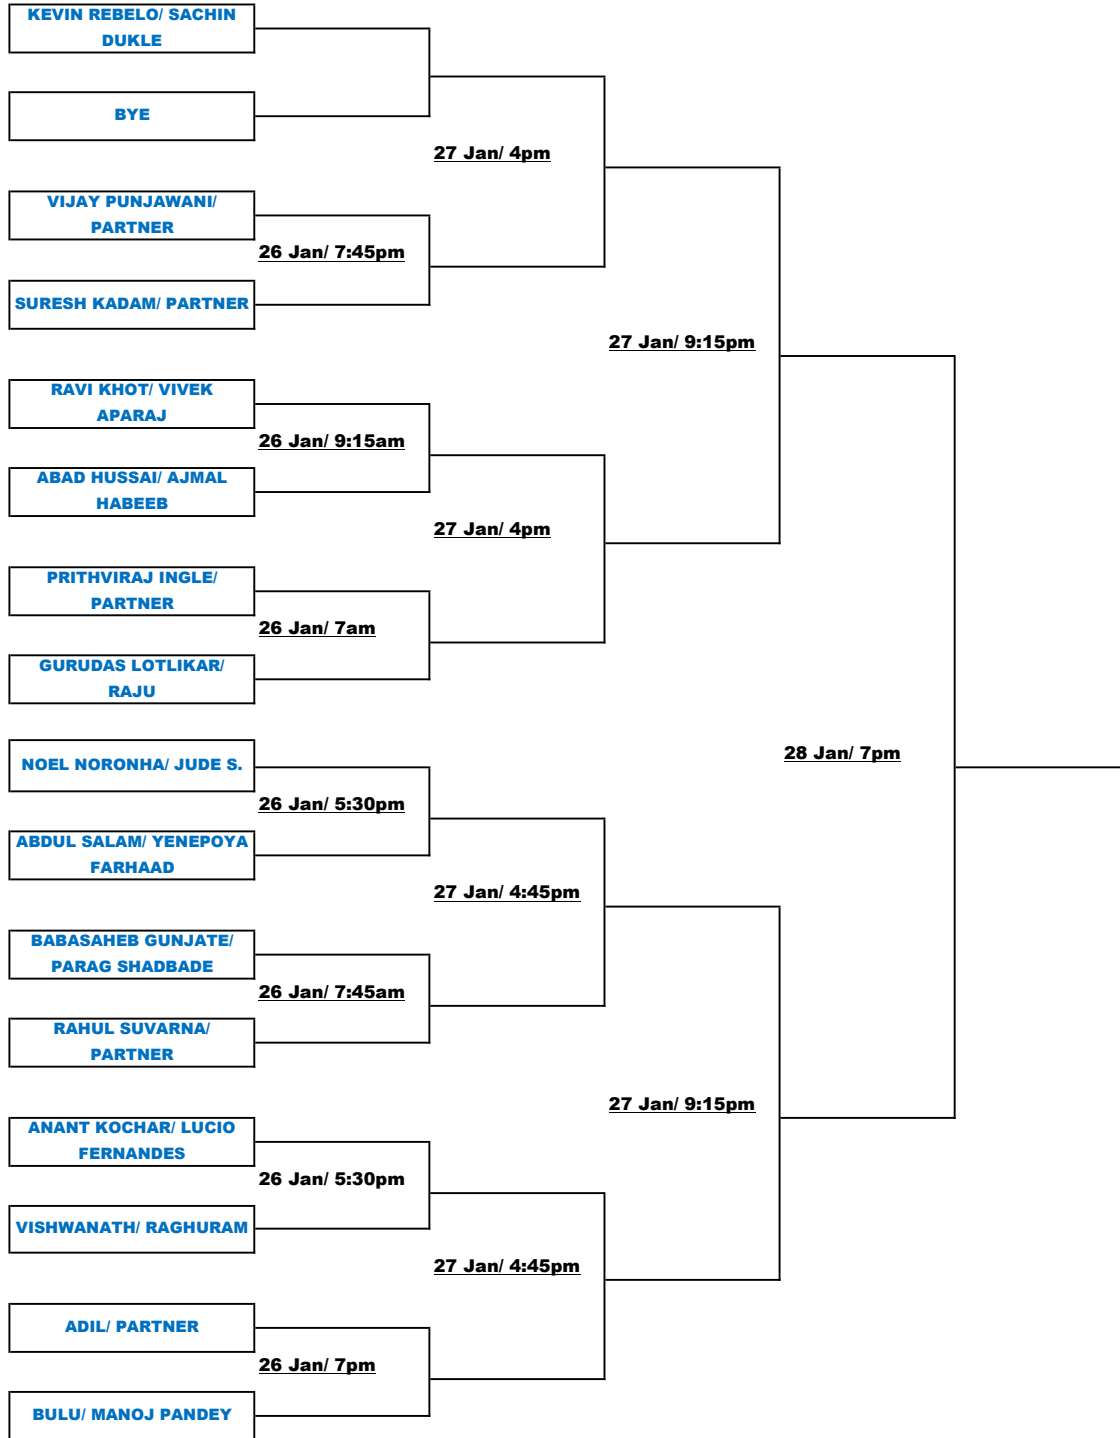 KEVIN REBELO/ SACHIN
DUKLE
BYE
27 Jan/ 4pm
VIJAY PUNJAWANI/
PARTNER
26 Jan/ 7:45pm
SURESH KADAM/ PARTNER
27 Jan/ 9:15pm
RAVI KHOT/ VIVEK
APARAJ
26 Jan/ 9:15am
ABAD HUSSAI/ AJMAL
HABEEB
27 Jan/ 4pm
PRITHVIRAJ INGLE/
PARTNER
26 Jan/ 7am
GURUDAS LOTLIKAR/
RAJU
28 Jan/ 7pm
NOEL NORONHA/ JUDE S.
26 Jan/ 5:30pm
ABDUL SALAM/ YENEPOYA
FARHAAD
27 Jan/ 4:45pm
BABASAHEB GUNJATE/
PARAG SHADBADE
26 Jan/ 7:45am
RAHUL SUVARNA/
PARTNER
27 Jan/ 9:15pm
ANANT KOCHAR/ LUCIO
FERNANDES
26 Jan/ 5:30pm
VISHWANATH/ RAGHURAM
27 Jan/ 4:45pm
ADIL/ PARTNER
26 Jan/ 7pm
BULU/ MANOJ PANDEY